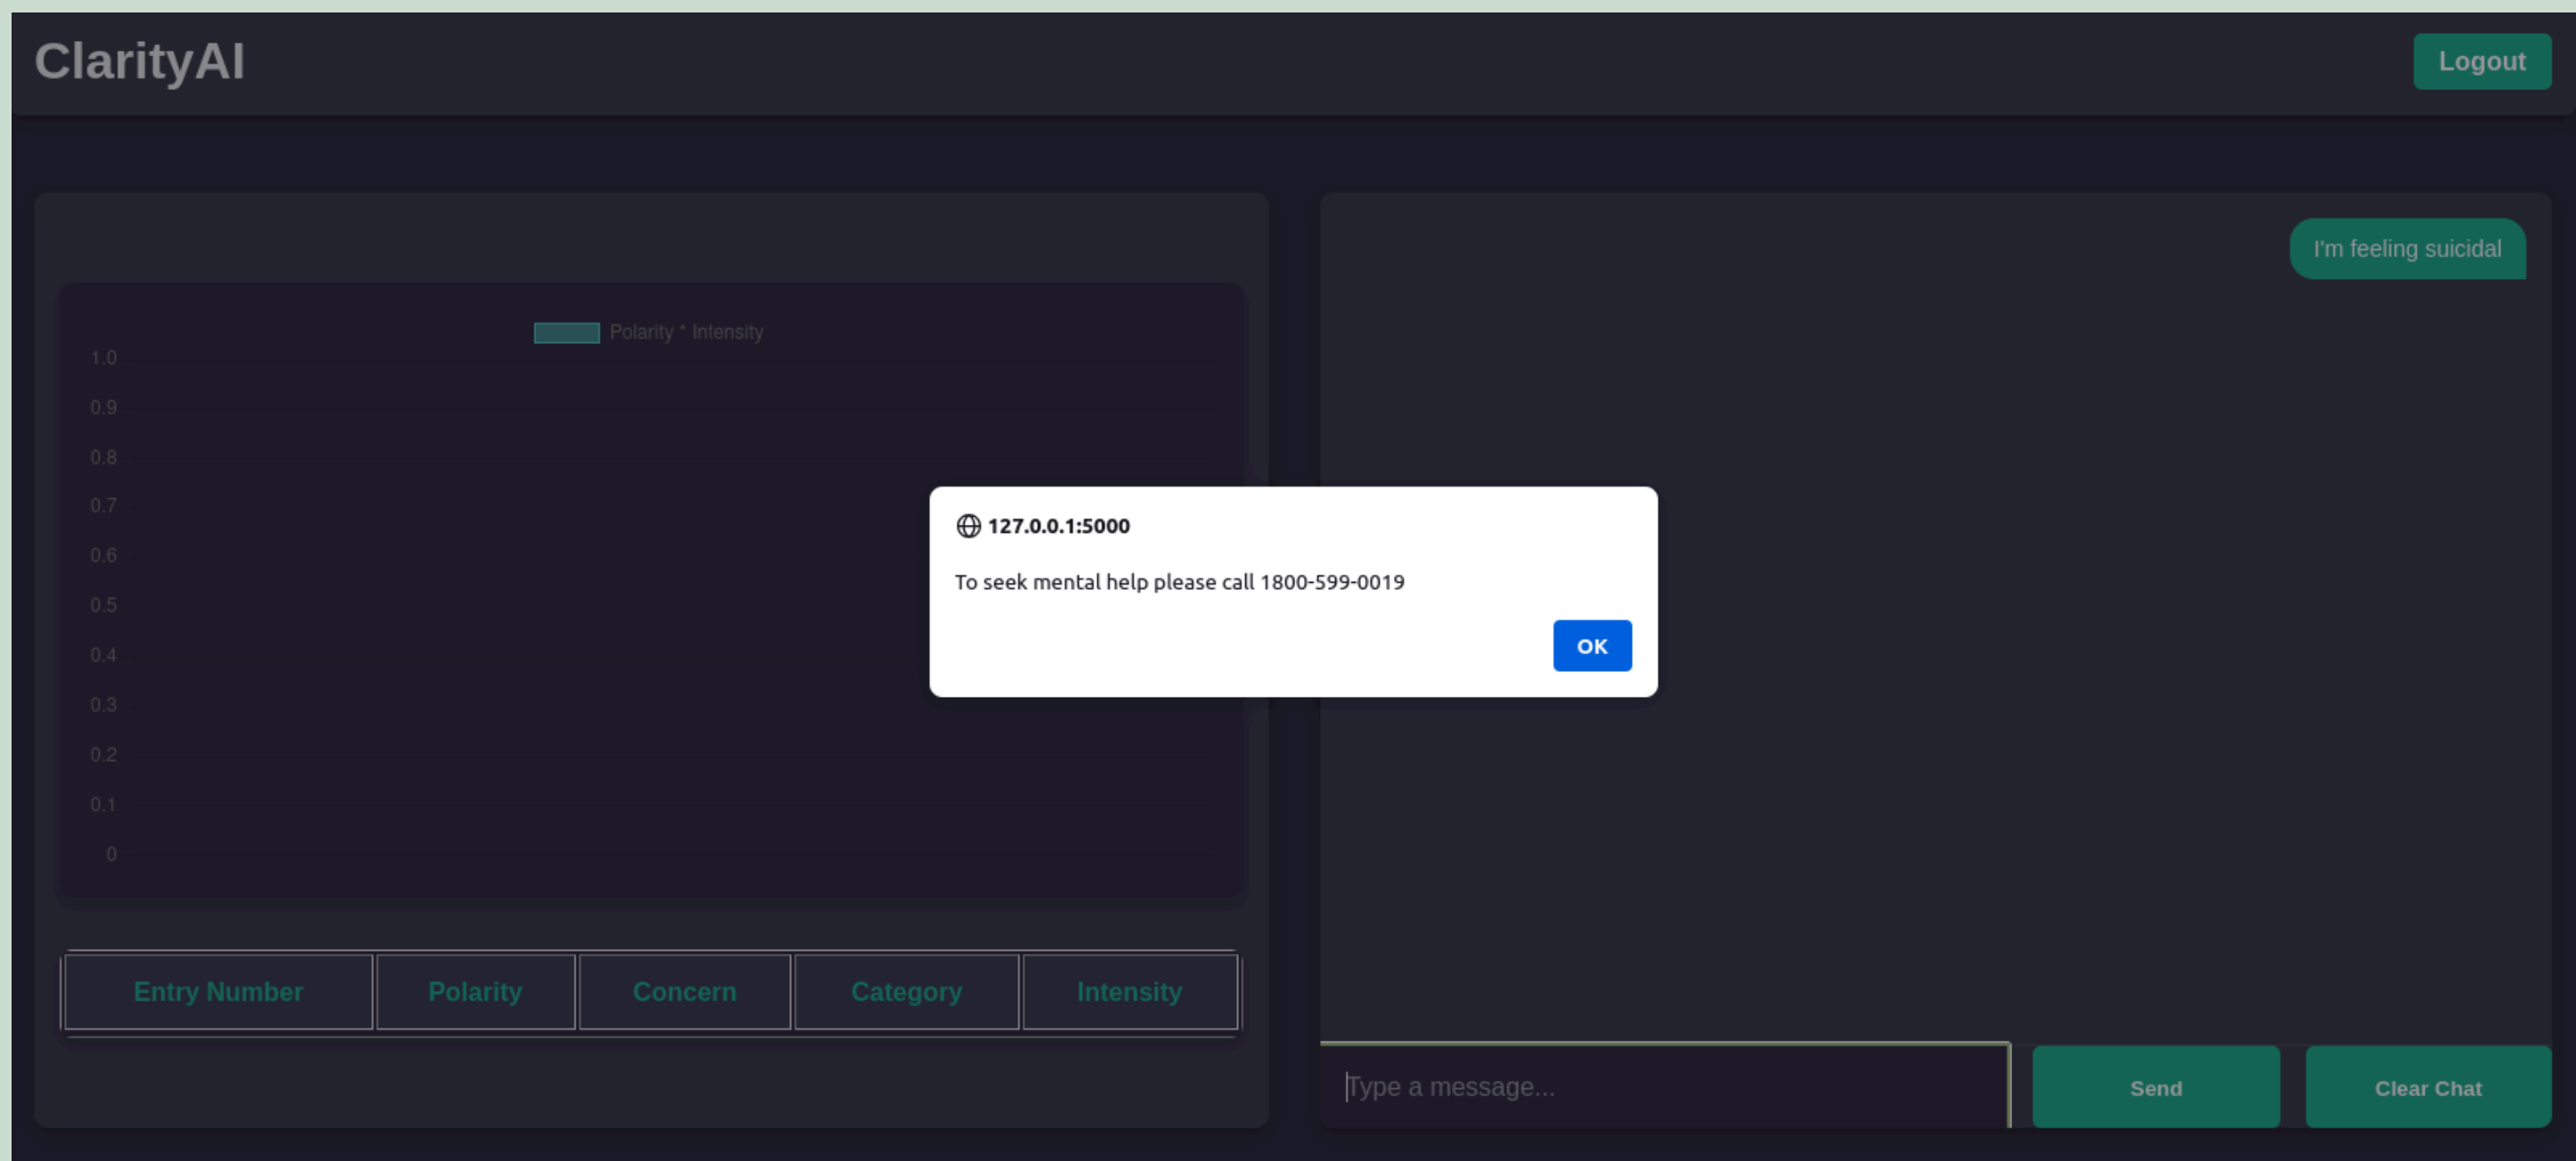 ClarityAI
Logout
I'm feeling suicidal
Polarity * Intensity
1.0
0.9
0.8
0.7
0.6
0.5
0.4
0.3
0.2
0.1
0
127.0.0.1:5000
To seek mental help please call 1800-599-0019
OK
Entry Number Polarity Concern Category Intensity
Type a message...
Send
Clear Chat